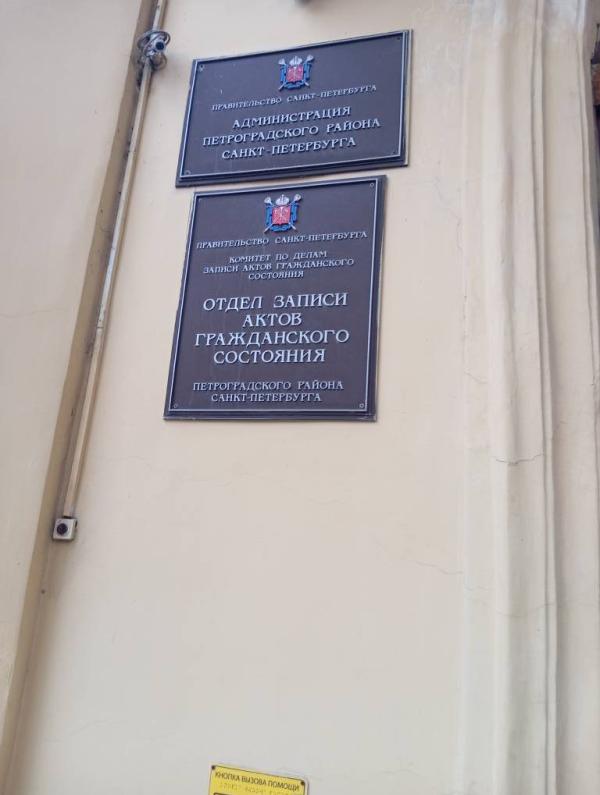 ПРАВИТЕЛЬСТВО САНКТ-ПЕТЕРБУРГА
АДМИНИСТРАЦИЯ
ПЕТРОГРАДСКОГО РАЙОНА
САНКТ-ПЕТЕРБУРГА
ПРАВИТЕЛЬСТВО САНКТ-ПЕТЕРБУРГА
КОМИТЕТ ПО ДЕЛАМ
ЗАПИСИ АКТОВ ГРАЖДАНСКОГО
СОСТОЯНИЯ
ОТДЕЛ ЗАПИСИ
АКТОВ
ГРАЖДАНСКОГО
СОСТОЯНИЯ
ПЕТРОГРАДСКОГО РАЙОНА
САНКТ-ПЕТЕРБУРГА
КНОПКА ВЫЗОВА ПОМОЩИ